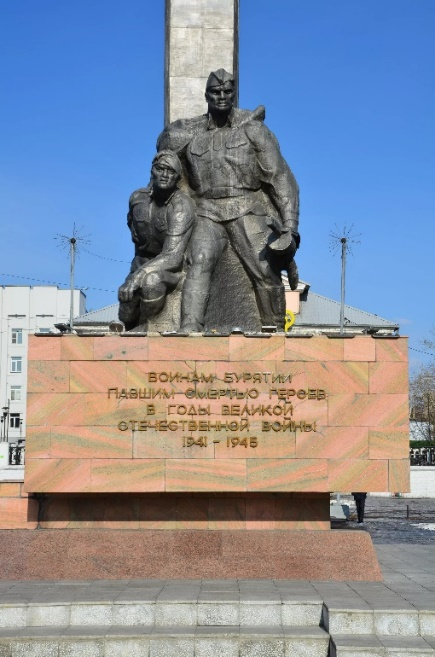 ВОИНАМ БУРЯТИИ
ПАВШИМ СМЕРТЬЮ ГЕРОЕВ
В ГОДЫ ВЕЛИКОЙ
ОТЕЧЕСТВЕННОЙ ВОЙНЫ
1941-1945